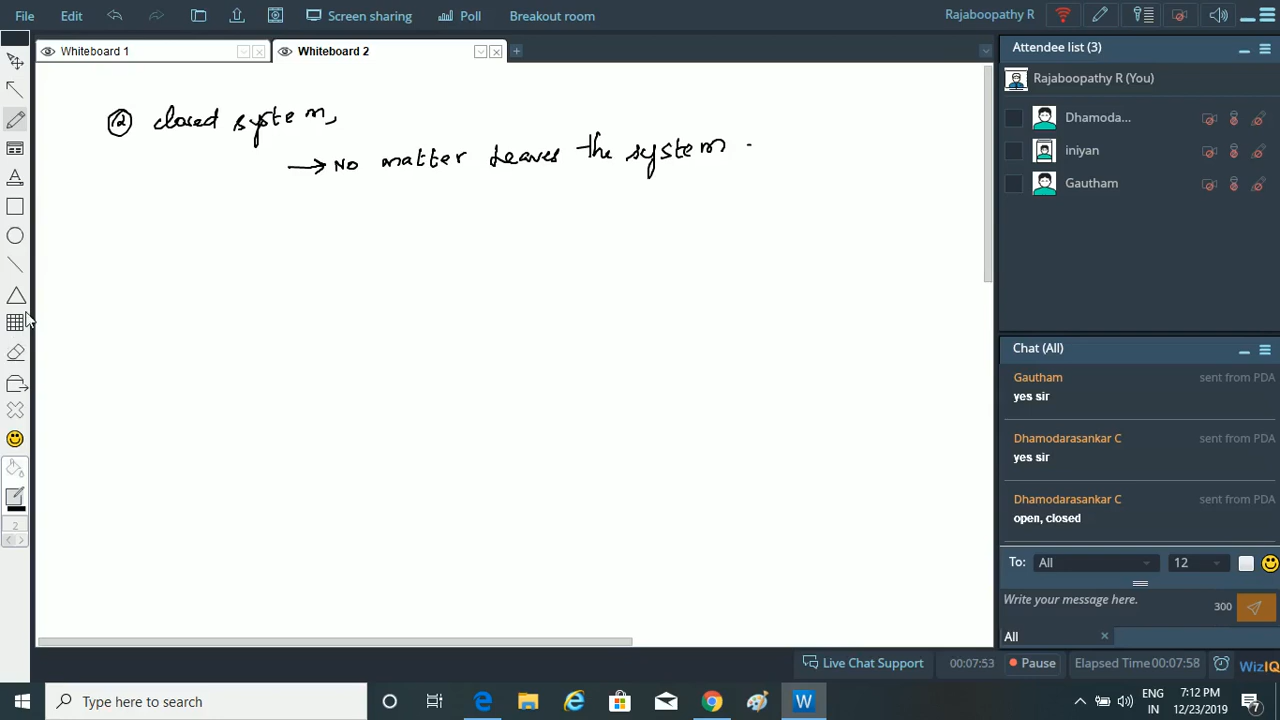 File Edit Screen sharing Poll Breakout room Rajaboopathy R
Whiteboard 1 Whiteboard 2
② closed system,
→ No matter leaves the system .
Attendee list (3)
Rajaboopathy R (You)
Dhamoda...
iniyan
Gautham
Chat (All)
Gautham sent from PDA
yes sir
Dhamodarasankar C sent from PDA
yes sir
Dhamodarasankar C sent from PDA
open, closed
To: All 12
Write your message here. 300
All
2
Live Chat Support 00:07:53 Pause Elapsed Time 00:07:58 WizIQ
Type here to search
ENG 7:12 PM
IN 12/23/2019 7